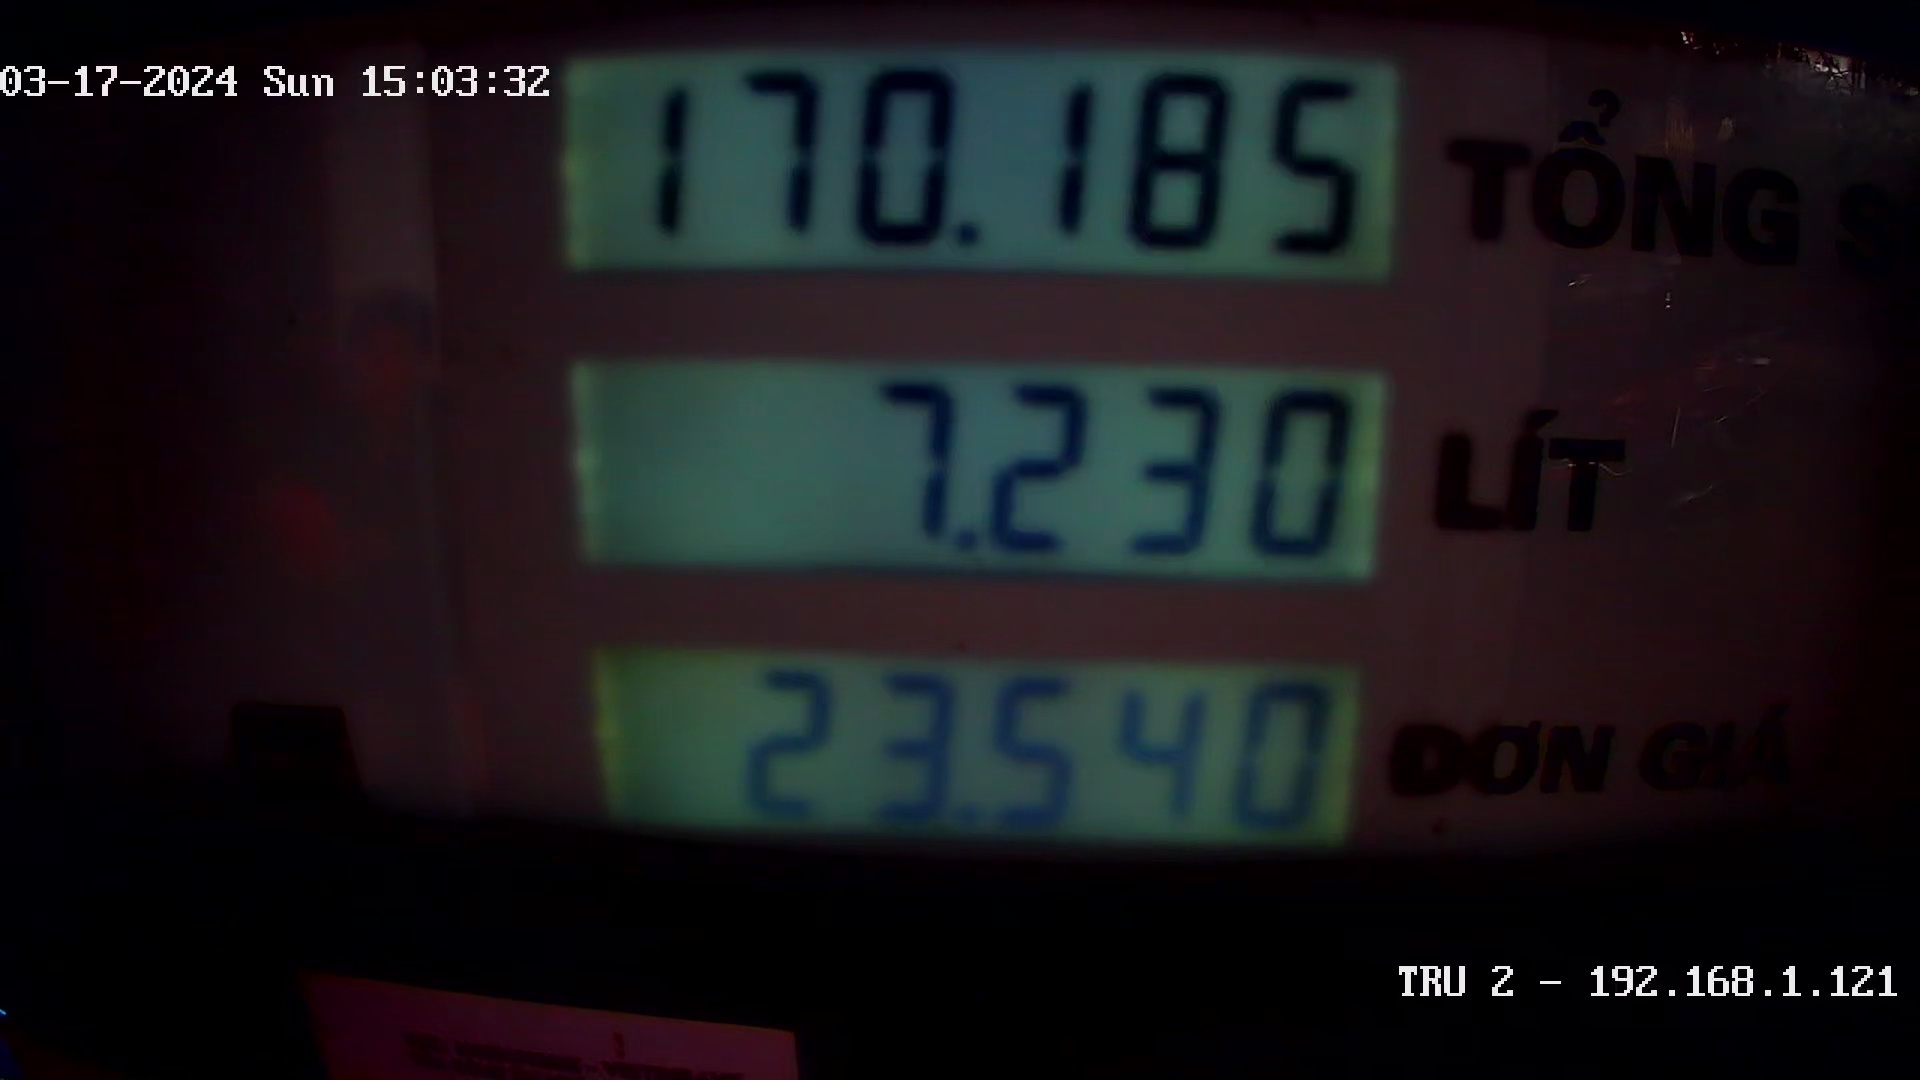 03-17-2024 Sun 15:03:32
170.185 TỔNG S
7.230 LÍT
23.540 ĐƠN GIÁ
TRU 2 - 192.168.1.121